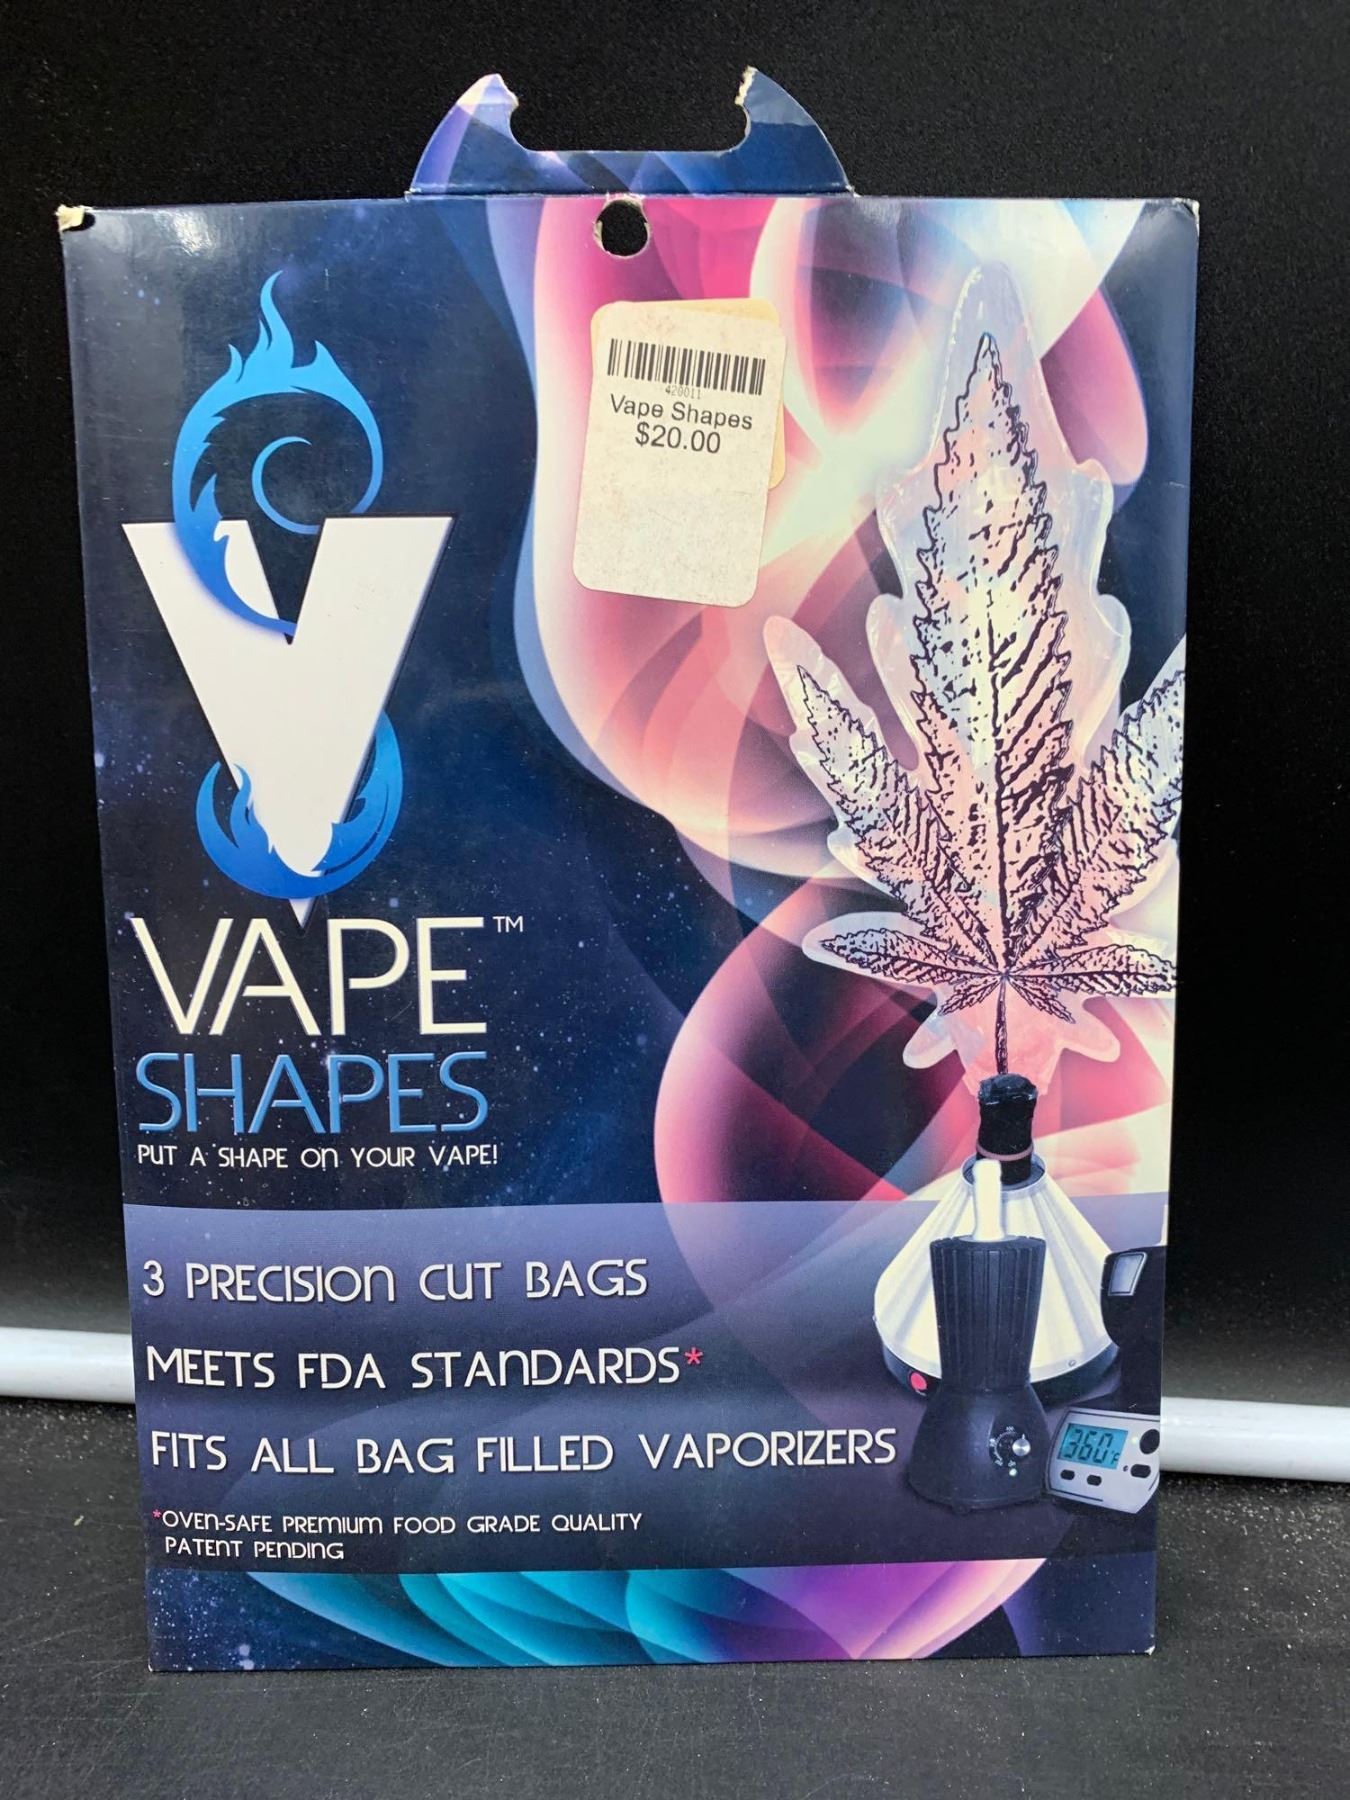 420011
Vape Shapes
$20.00
V
VAPE™
SHAPES
PUT A SHAPE ON YOUR VAPE!
3 PRECISION CUT BAGS
MEETS FDA STANDARDS*
FITS ALL BAG FILLED VAPORIZERS
360°F
*OVEN-SAFE PREMIUM FOOD GRADE QUALITY
PATENT PENDING